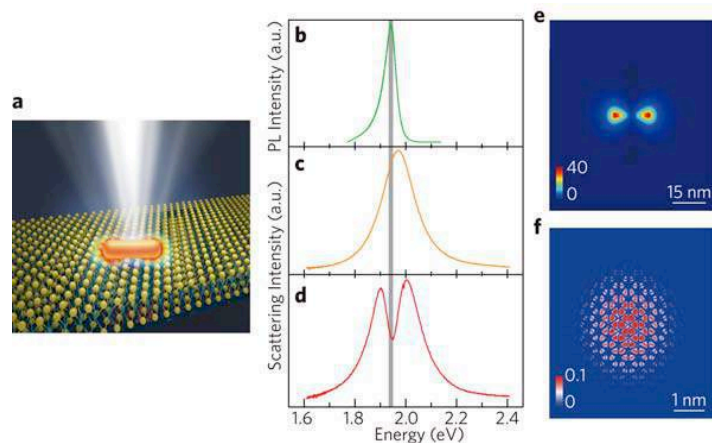 a
b
PL Intensity (a.u.)
c
Scattering Intensity (a.u.)
d
1.6 1.8 2.0 2.2 2.4
Energy (eV)
e
40
0
15 nm
f
0.1
0
1 nm